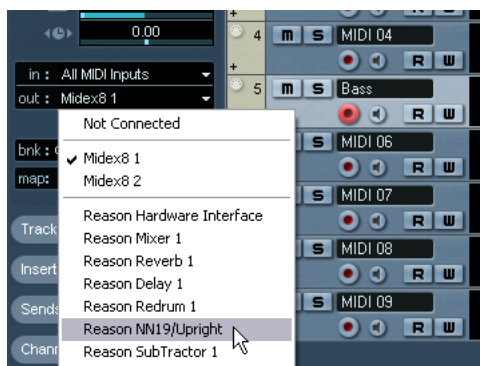 0.00
+
4 m S MIDI 04
R W
in : All MIDI Inputs
+
out : Midex8 1
5 m S Bass
R W
Not Connected
bnk :
S MIDI 06
✓ Midex8 1
R W
map:
Midex8 2
S MIDI 07
Reason Hardware Interface
R W
Track
Reason Mixer 1
S MIDI 08
Reason Reverb 1
R W
Insert
Reason Delay 1
S MIDI 09
Sends
Reason Redrum 1
R W
Reason NN19/Upright
Chann
Reason SubTractor 1